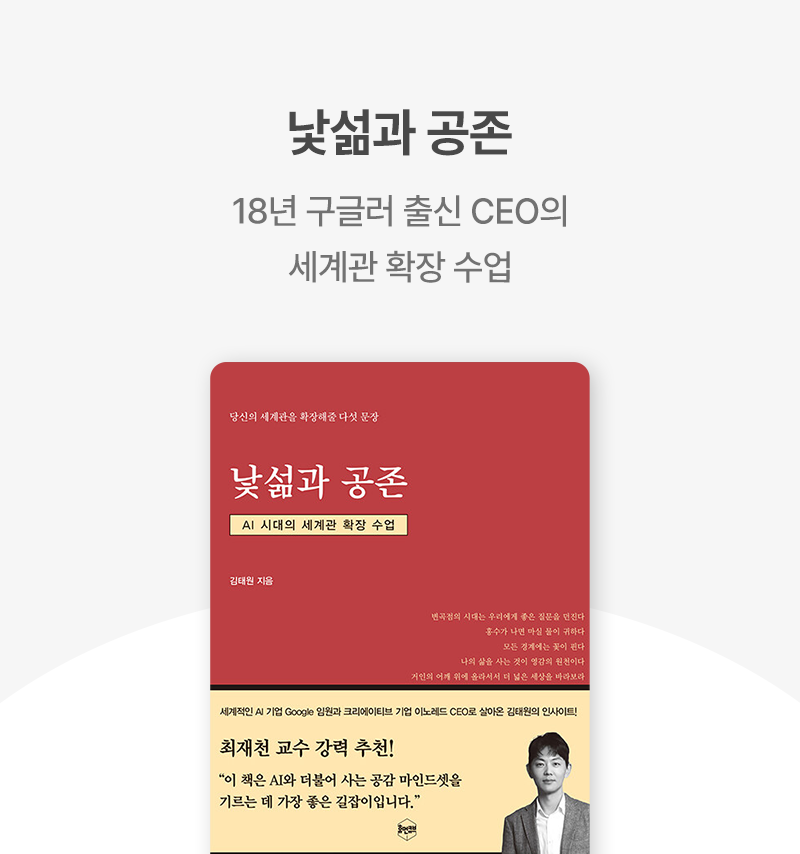 낯섦과 공존
18년 구글러 출신 CEO의
세계관 확장 수업
당신의 세계관을 확장해줄 다섯 문장
낯섦과 공존
AI 시대의 세계관 확장 수업
김태원 지음
변곡점의 시대는 우리에게 좋은 질문을 던진다
홍수가 나면 마실 물이 귀하다
모든 경계에는 꽃이 핀다
나의 삶을 사는 것이 영감의 원천이다
거인의 어깨 위에 올라서서 더 넓은 세상을 바라보라
세계적인 AI 기업 Google 임원과 크리에이티브 기업 이노레드 CEO로 살아온 김태원의 인사이트!
최재천 교수 강력 추천!
“이 책은 AI와 더불어 사는 공감 마인드셋을
기르는 데 가장 좋은 길잡이입니다.”